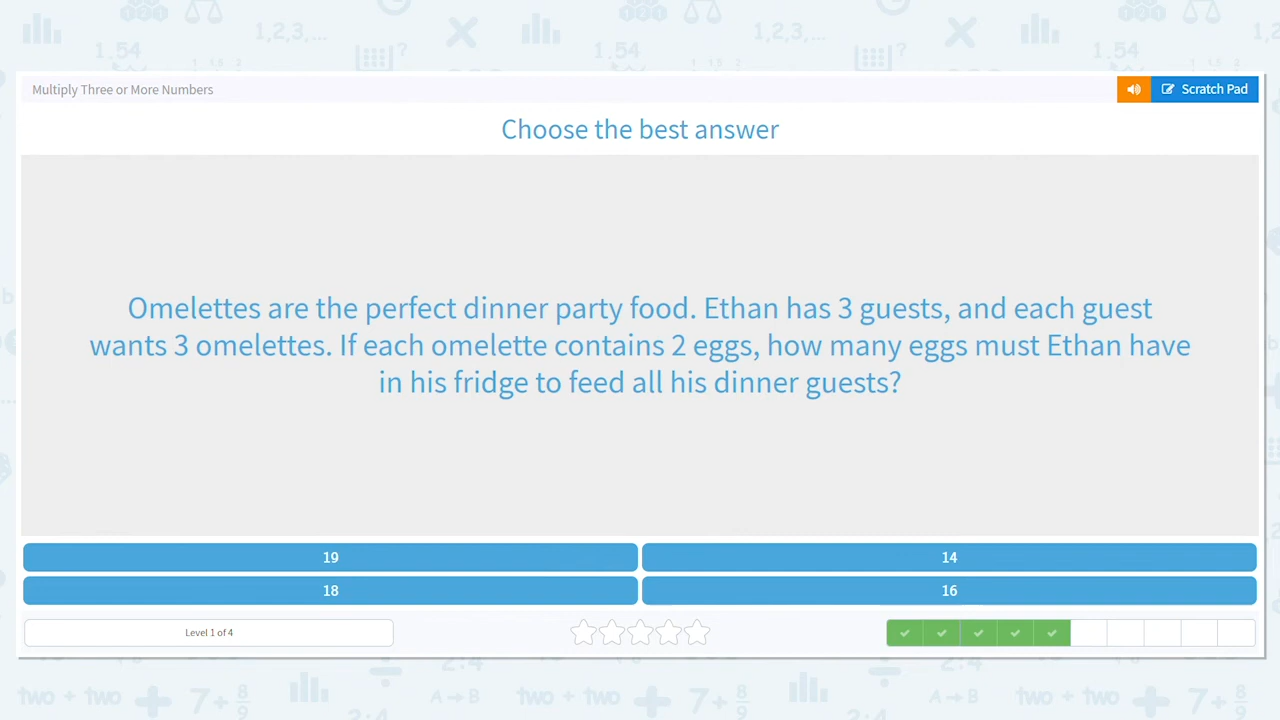 Multiply Three or More Numbers
Scratch Pad
Choose the best answer
Omelettes are the perfect dinner party food. Ethan has 3 guests, and each guest
wants 3 omelettes. If each omelette contains 2 eggs, how many eggs must Ethan have
in his fridge to feed all his dinner guests?
19
14
18
16
Level 1 of 4